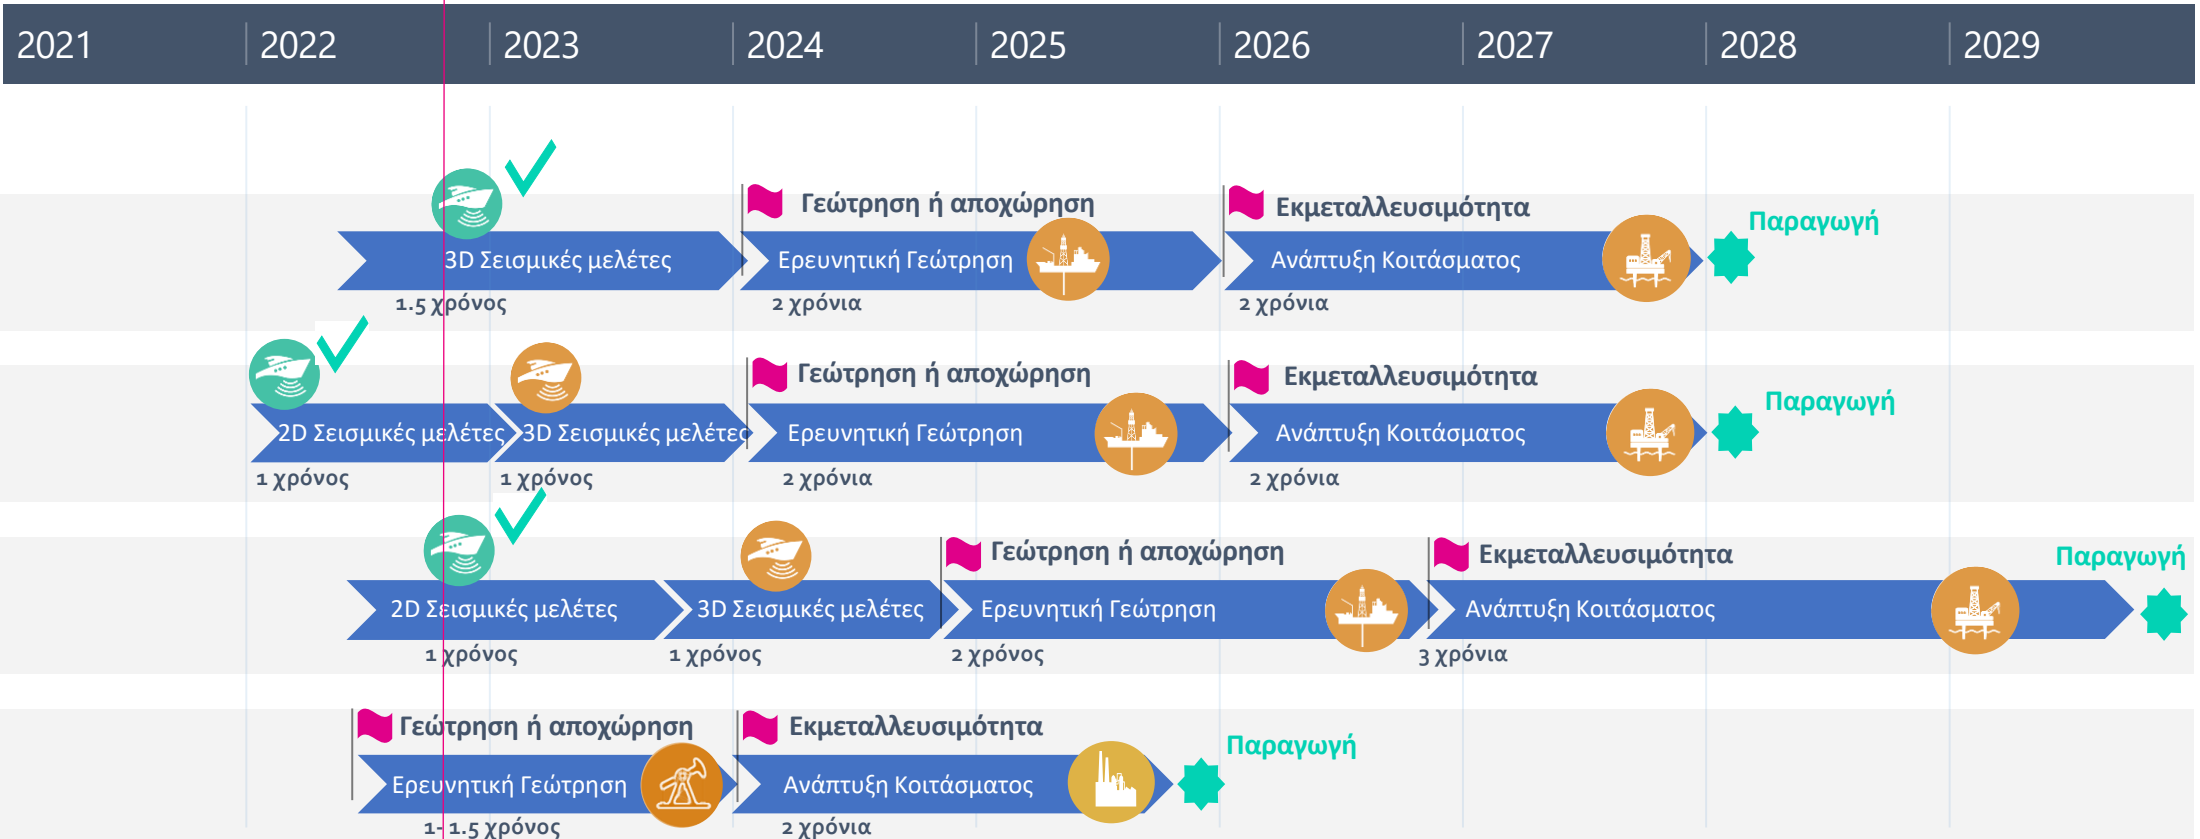 2021 2022 2023 2024 2025 2026 2027 2028 2029
Γεώτρηση ή αποχώρηση
Εκμεταλλευσιμότητα
Παραγωγή
3D Σεισμικές μελέτες
Ερευνητική Γεώτρηση
Ανάπτυξη Κοιτάσματος
1.5 χρόνος
2 χρόνια
2 χρόνια
Γεώτρηση ή αποχώρηση
Εκμεταλλευσιμότητα
Παραγωγή
2D Σεισμικές μελέτες
3D Σεισμικές μελέτες
Ερευνητική Γεώτρηση
Ανάπτυξη Κοιτάσματος
1 χρόνος
1 χρόνος
2 χρόνια
2 χρόνια
Γεώτρηση ή αποχώρηση
Εκμεταλλευσιμότητα
Παραγωγή
2D Σεισμικές μελέτες
3D Σεισμικές μελέτες
Ερευνητική Γεώτρηση
Ανάπτυξη Κοιτάσματος
1 χρόνος
1 χρόνος
2 χρόνος
3 χρόνια
Γεώτρηση ή αποχώρηση
Εκμεταλλευσιμότητα
Παραγωγή
Ερευνητική Γεώτρηση
Ανάπτυξη Κοιτάσματος
1- 1.5 χρόνος
2 χρόνια